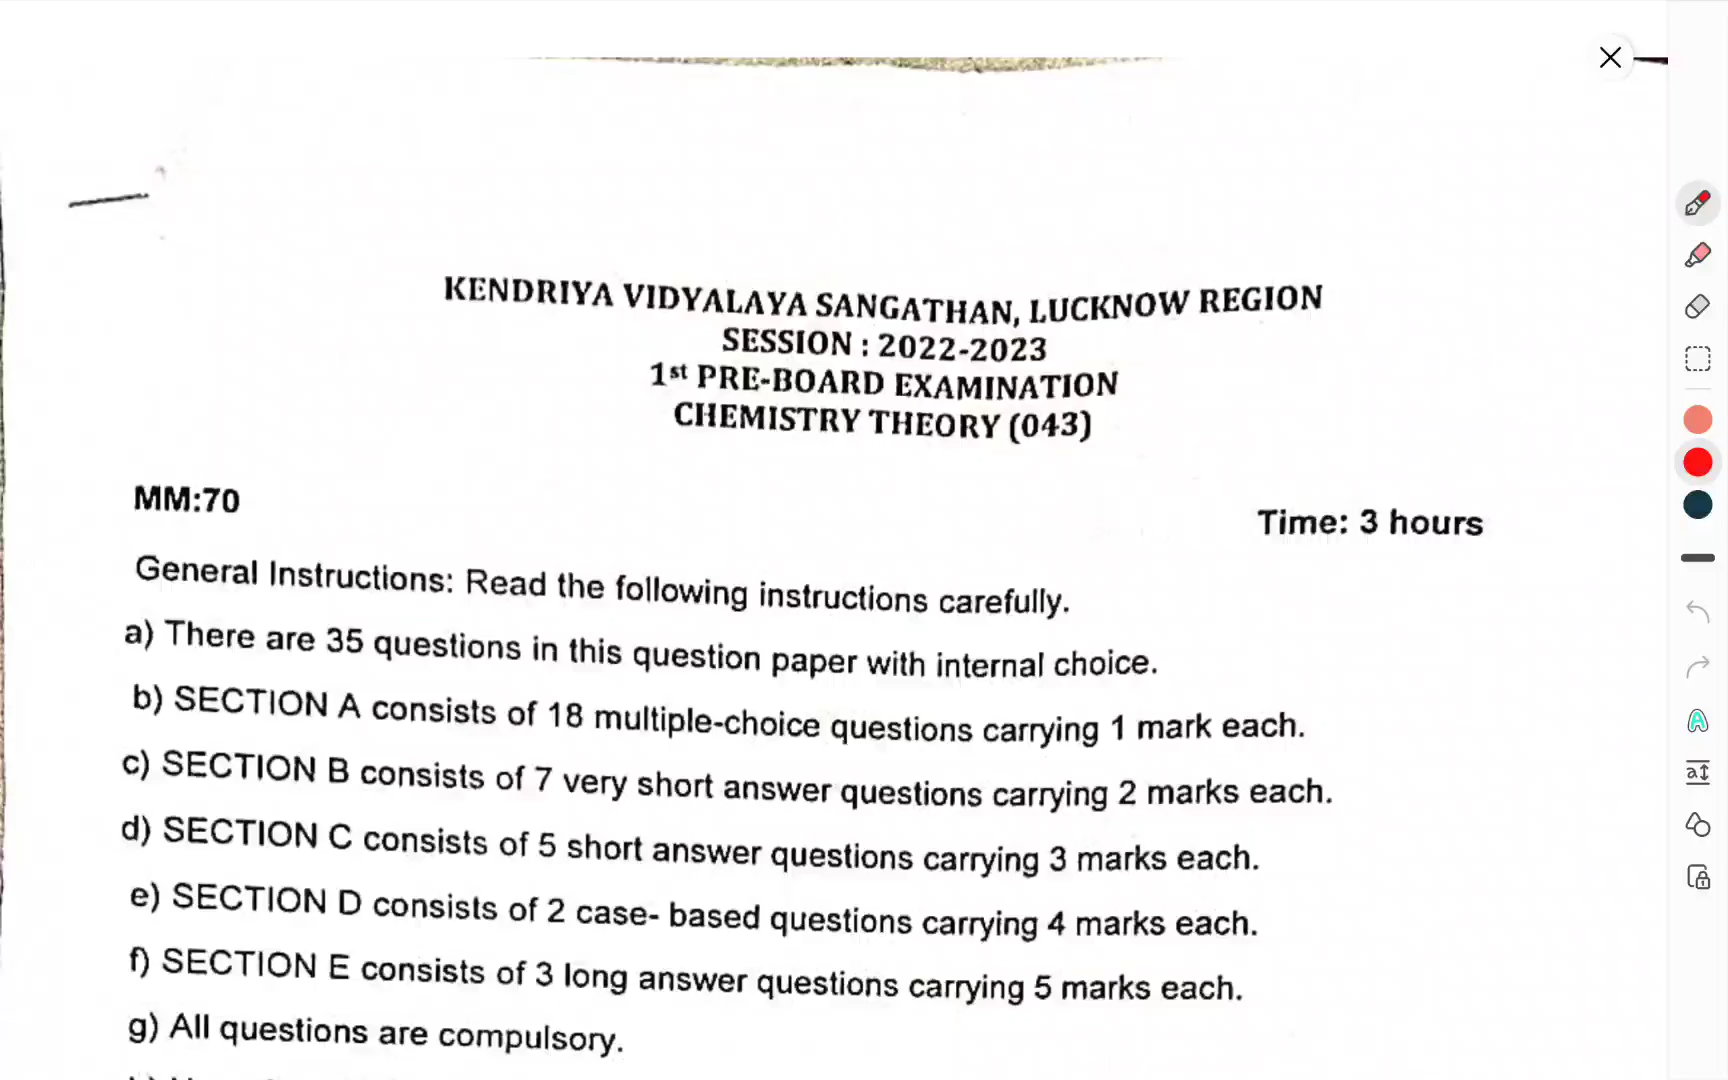 KENDRIYA VIDYALAYA SANGATHAN, LUCKNOW REGION
SESSION : 2022-2023
1st PRE-BOARD EXAMINATION
CHEMISTRY THEORY (043)
MM:70
Time: 3 hours
General Instructions: Read the following instructions carefully.
a) There are 35 questions in this question paper with internal choice.
b) SECTION A consists of 18 multiple-choice questions carrying 1 mark each.
c) SECTION B consists of 7 very short answer questions carrying 2 marks each.
d) SECTION C consists of 5 short answer questions carrying 3 marks each.
e) SECTION D consists of 2 case- based questions carrying 4 marks each.
f) SECTION E consists of 3 long answer questions carrying 5 marks each.
g) All questions are compulsory.